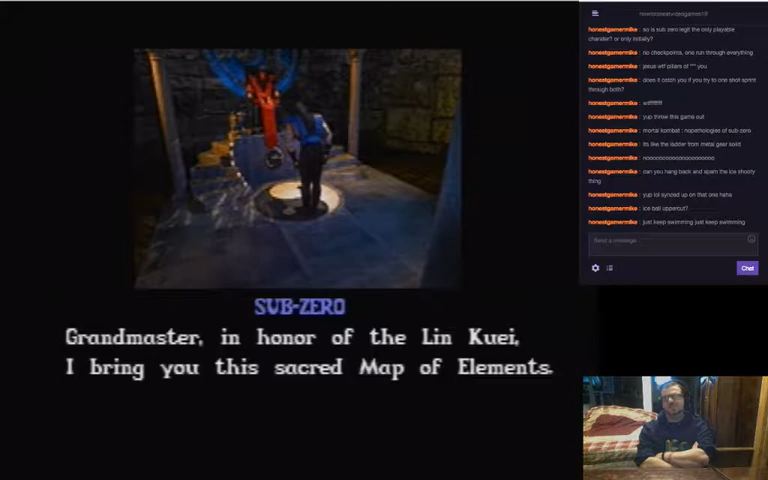 SUB-ZERO
Grandmaster, in honor of the Lin Kuei,
I bring you this sacred Map of Elements.
honestgamermike : so is sub zero legit the only playable
charater? or only initially?
honestgamermike : no checkpoints, one run through everything
honestgamermike : jesus wtf pillars of *** you
honestgamermike : does it catch you if you try to one shot sprint
through both?
honestgamermike : wtfffffff
honestgamermike : yup throw this game out
honestgamermike : mortal kombat : nopethologies of sub zero
honestgamermike : its like the ladder from metal gear solid
honestgamermike : nooooooooooooooooooo
honestgamermike : can you hang back and spam the ice shooty
thing
honestgamermike : yup lol synced up on that one haha
honestgamermike : ice ball uppercut?
honestgamermike : just keep swimming just keep swimming
Send a message
Chat